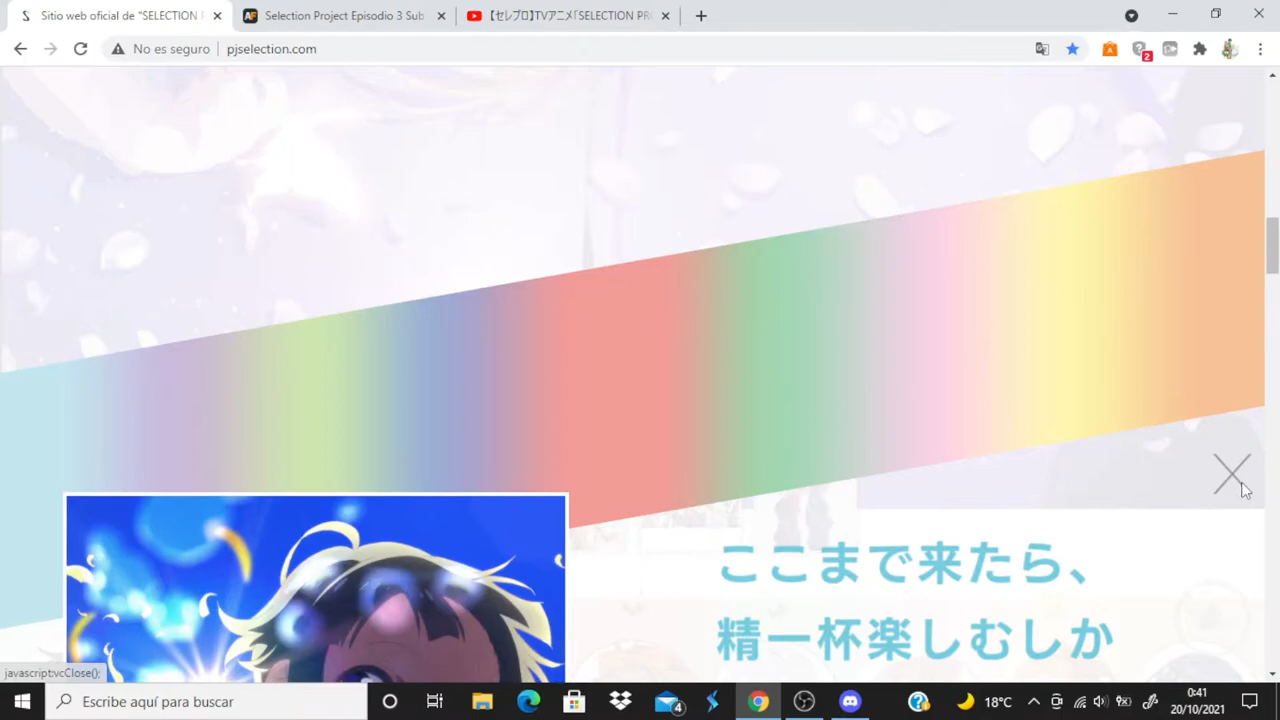 Sitio web oficial de "SELECTION P
Selection Project Episodio 3 Sub
【セレプロ】TVアニメ「SELECTION PR
No es seguro
pjselection.com
2
ここまで来たら、
精一杯楽しむしか
javascript:vcClose();
Escribe aquí para buscar
4
18°C
0:41
20/10/2021